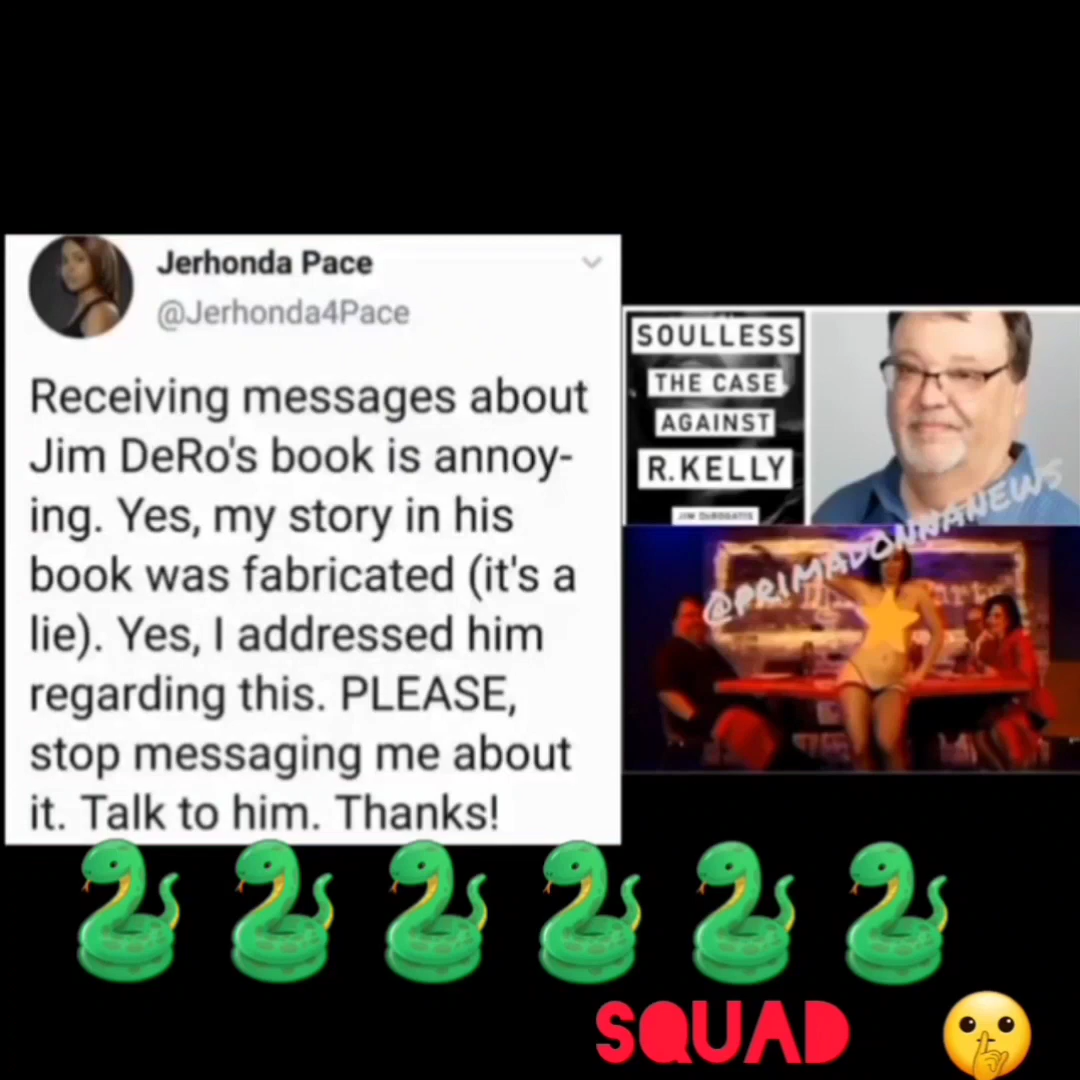 Jerhonda Pace
@Jerhonda4Pace
Receiving messages about
Jim DeRo's book is annoy-
ing. Yes, my story in his
book was fabricated (it's a
lie). Yes, I addressed him
regarding this. PLEASE,
stop messaging me about
it. Talk to him. Thanks!
SOULLESS
THE CASE
AGAINST
R. KELLY
JIM DEROGATIS
@PRIMADONNANEWS
SQUAD